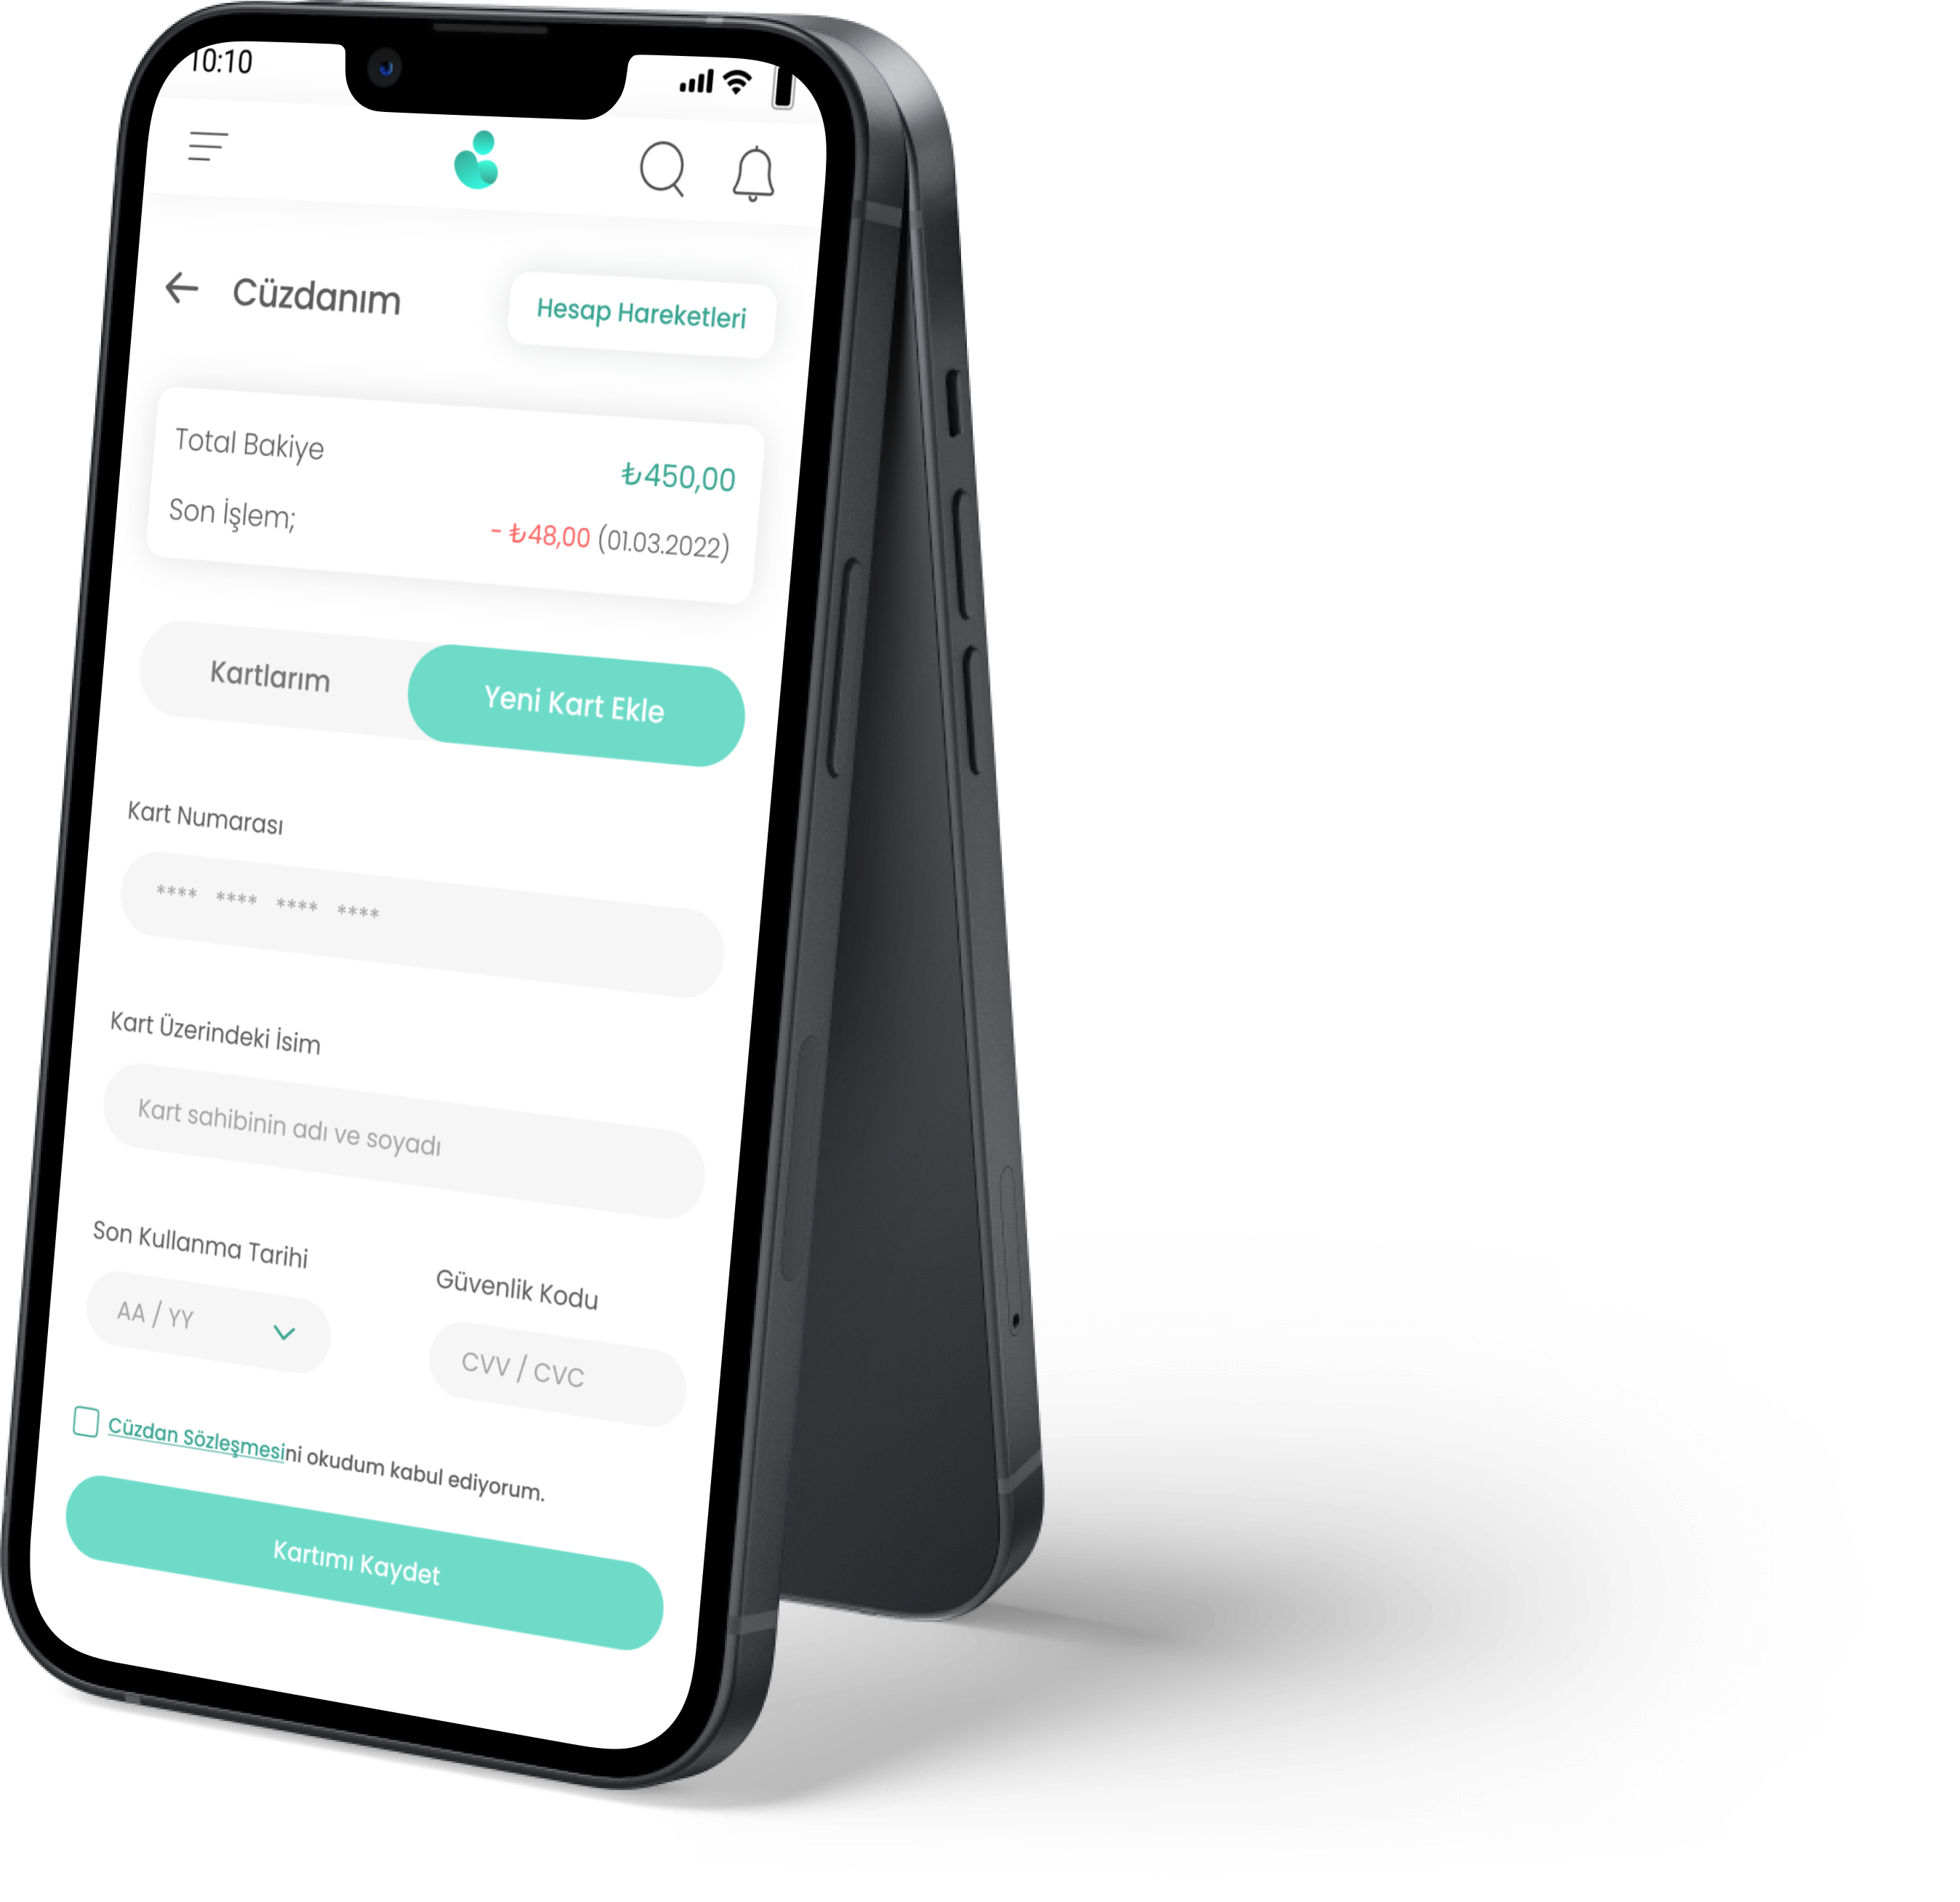 10:10
Cüzdanım
Hesap Hareketleri
Total Bakiye
₺450,00
Son İşlem;
- ₺48,00 (01.03.2022)
Kartlarım
Yeni Kart Ekle
Kart Numarası
**** **** **** ****
Kart Üzerindeki İsim
Kart sahibinin adı ve soyadı
Son Kullanma Tarihi
Güvenlik Kodu
AA / YY
CVV / CVC
Cüzdan Sözleşmesini okudum kabul ediyorum.
Kartımı Kaydet